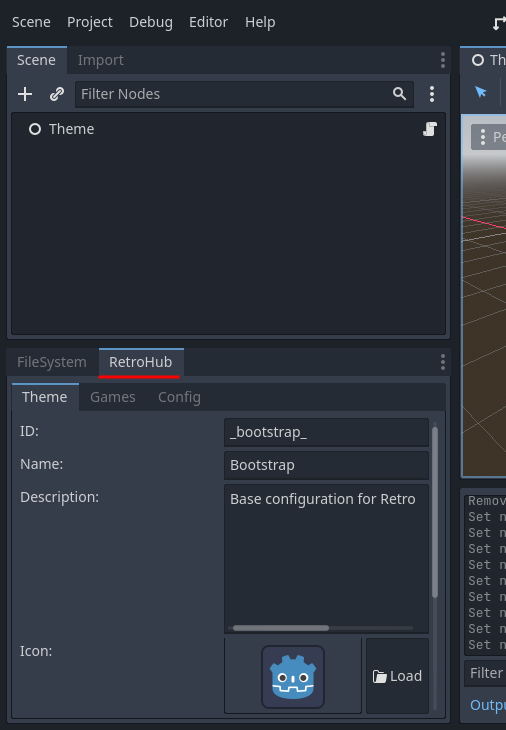 Scene Project Debug Editor Help
Scene Import
Th
Filter Nodes
Theme
Pe
FileSystem RetroHub
Theme Games Config
ID: _bootstrap_
Name: Bootstrap
Description: Base configuration for Retro
Icon: Load
Remov
Set n
Set n
Set n
Set n
Set n
Set n
Set n
Set n
Set n
Filter
Outpu